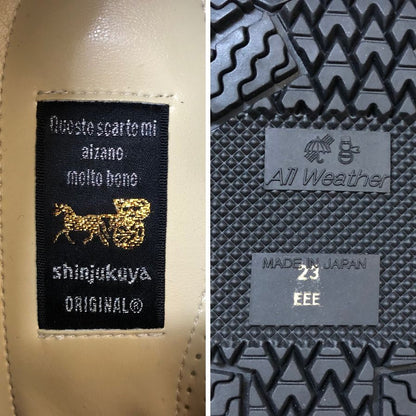 Queste scarte mi
aizano
molto bene
shinjukuya
ORIGINAL®
All Weather
MADE IN JAPAN
23
EEE